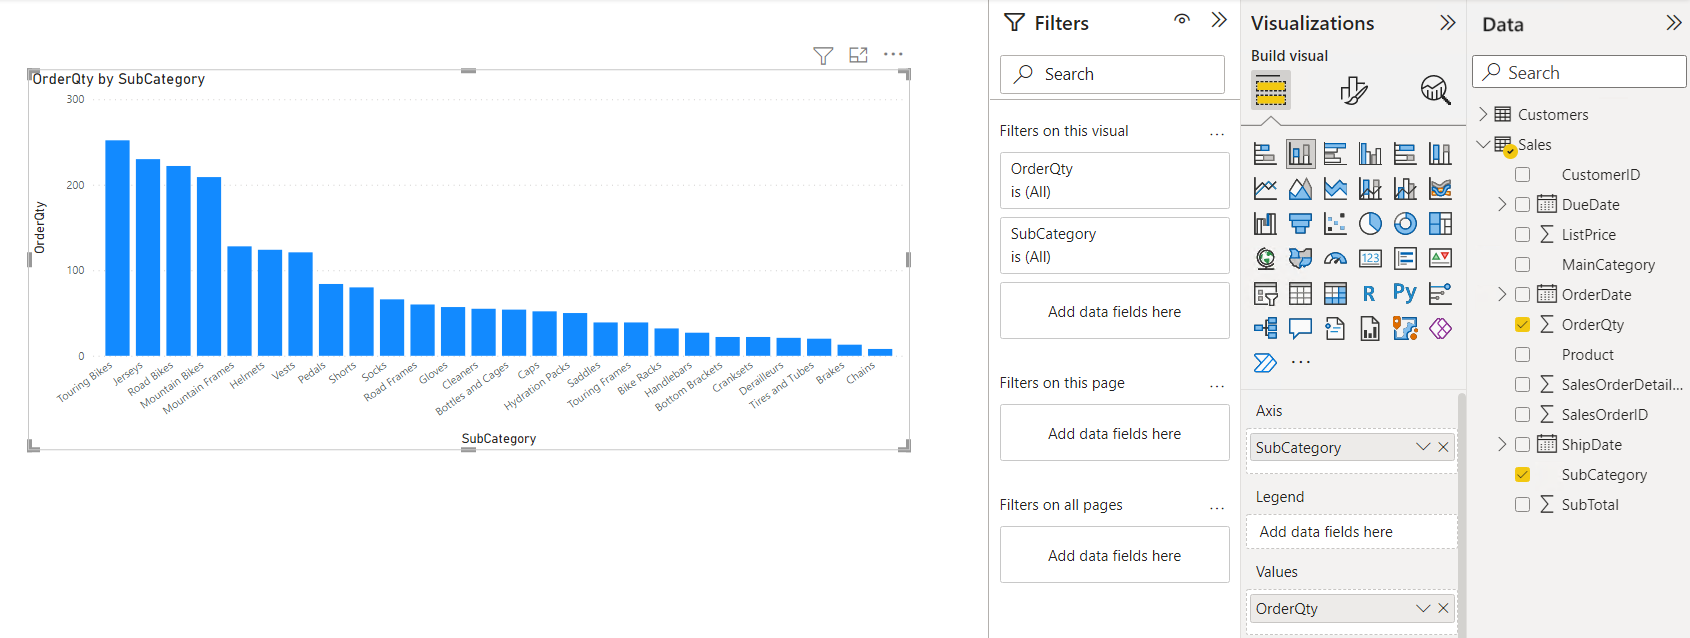 OrderQty by SubCategory
300
200
100
0
OrderQty
Touring Bikes
Jerseys
Road Bikes
Mountain Bikes
Mountain Frames
Helmets
Vests
Pedals
Shorts
Socks
Road Frames
Gloves
Cleaners
Bottles and Cages
Caps
Hydration Packs
Saddles
Touring Frames
Bike Racks
Handlebars
Bottom Brackets
Cranksets
Derailleurs
Tires and Tubes
Brakes
Chains
SubCategory
Filters
Search
Filters on this visual
...
OrderQty
is (All)
SubCategory
is (All)
Add data fields here
Filters on this page
...
Add data fields here
Filters on all pages
...
Add data fields here
Visualizations
Build visual
123
R
Py
...
Axis
SubCategory
Legend
Add data fields here
Values
OrderQty
Data
Search
Customers
Sales
CustomerID
DueDate
∑ ListPrice
MainCategory
OrderDate
∑ OrderQty
Product
∑ SalesOrderDetail...
∑ SalesOrderID
ShipDate
SubCategory
∑ SubTotal